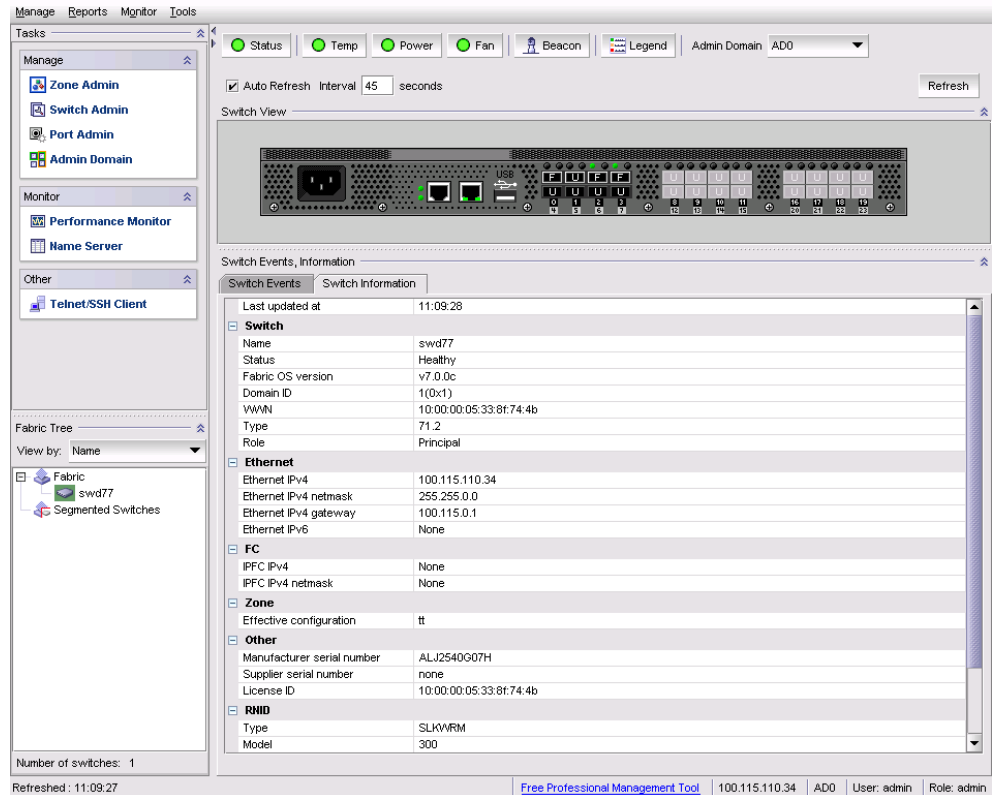 Manage Reports Monitor Tools
Tasks
Manage
Zone Admin
Switch Admin
Port Admin
Admin Domain
Monitor
Performance Monitor
Name Server
Other
Telnet/SSH Client
Fabric Tree
View by: Name
Fabric
swd77
Segmented Switches
Number of switches: 1
Status Temp Power Fan Beacon Legend Admin Domain AD0
Auto Refresh Interval 45 seconds Refresh
Switch View
USB
F U F F U U U U
U U U U U U U U
U U U U U U U U
0 1 2 3 8 9 10 11 16 17 18 19
4 5 6 7 12 13 14 15 20 21 22 23
Switch Events, Information
Switch Events Switch Information
Last updated at 11:09:28
Switch
Name swd77
Status Healthy
Fabric OS version v7.0.0c
Domain ID 1(0x1)
WWN 10:00:00:05:33:8f:74:4b
Type 71.2
Role Principal
Ethernet
Ethernet IPv4 100.115.110.34
Ethernet IPv4 netmask 255.255.0.0
Ethernet IPv4 gateway 100.115.0.1
Ethernet IPv6 None
FC
IPFC IPv4 None
IPFC IPv4 netmask None
Zone
Effective configuration tt
Other
Manufacturer serial number ALJ2540G07H
Supplier serial number none
License ID 10:00:00:05:33:8f:74:4b
RNID
Type SLKWRM
Model 300
Refreshed : 11:09:27 Free Professional Management Tool 100.115.110.34 AD0 User: admin Role: admin